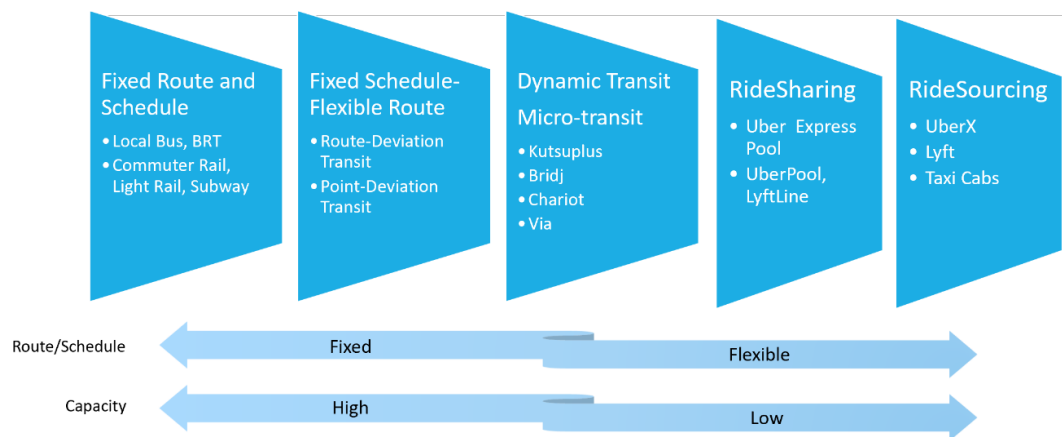 Fixed Route and
Schedule
• Local Bus, BRT
• Commuter Rail,
Light Rail, Subway
Fixed Schedule-
Flexible Route
• Route-Deviation
Transit
• Point-Deviation
Transit
Dynamic Transit
Micro-transit
• Kutsuplus
• Bridj
• Chariot
• Via
RideSharing
• Uber Express
Pool
• UberPool,
LyftLine
RideSourcing
• UberX
• Lyft
• Taxi Cabs
Route/Schedule
Fixed
Flexible
Capacity
High
Low